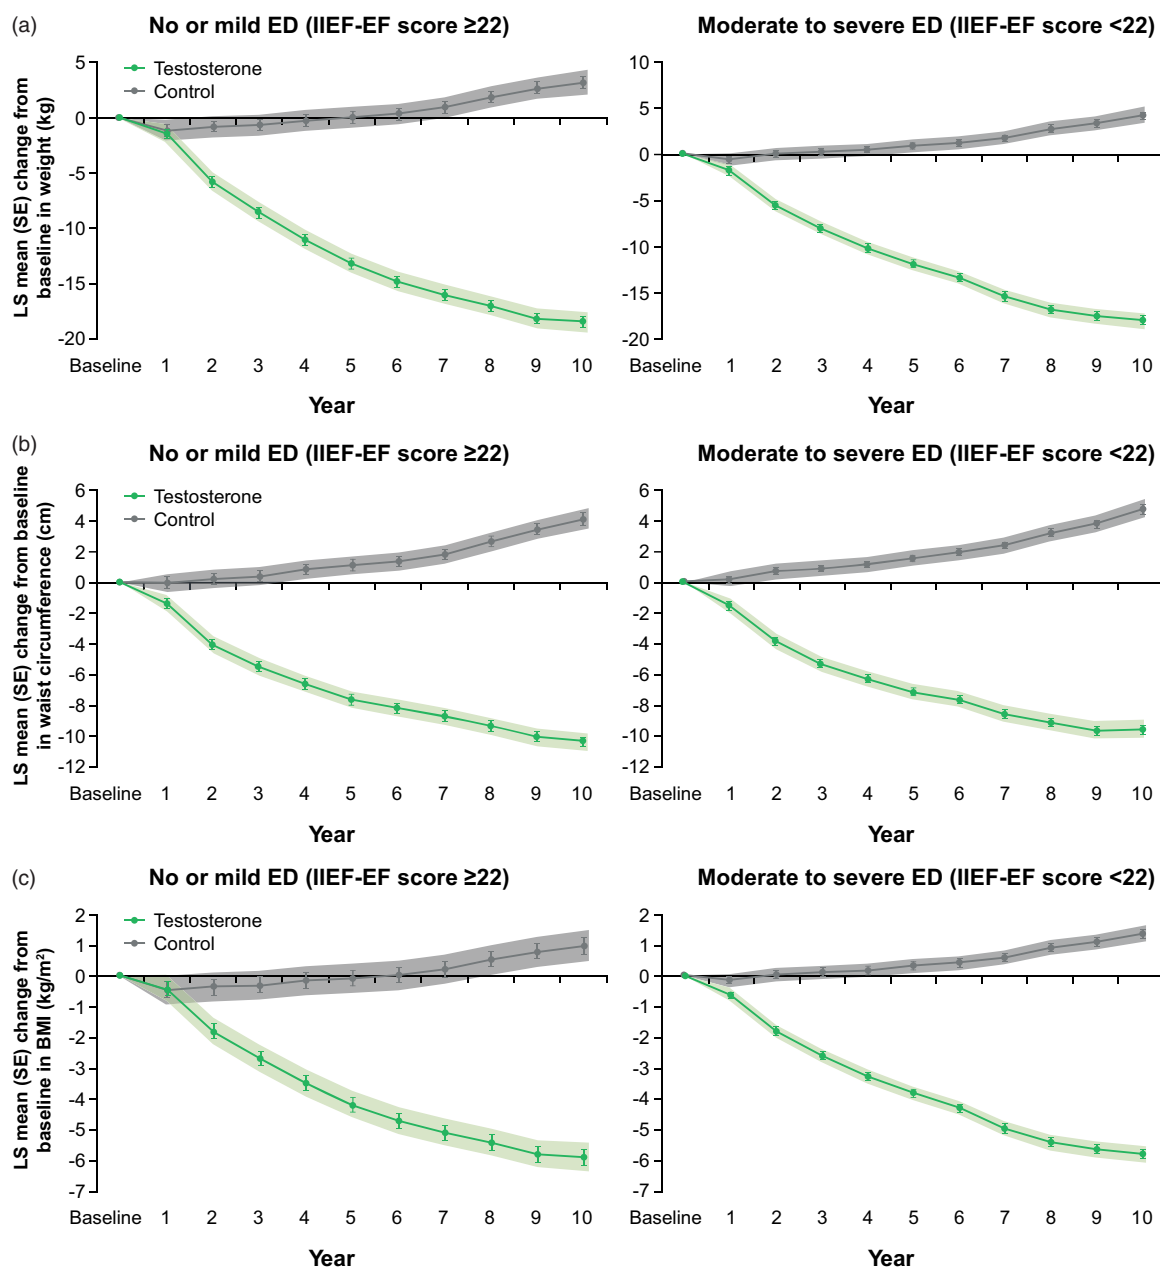 (a)
No or mild ED (IIEF-EF score ≥22)
LS mean (SE) change from
baseline in weight (kg)
5
0
-5
-10
-15
-20
Testosterone
Control
Baseline 1 2 3 4 5 6 7 8 9 10
Year
Moderate to severe ED (IIEF-EF score <22)
10
5
0
-5
-10
-15
-20
Baseline 1 2 3 4 5 6 7 8 9 10
Year
(b)
No or mild ED (IIEF-EF score ≥22)
LS mean (SE) change from baseline
in waist circumference (cm)
6
4
2
0
-2
-4
-6
-8
-10
-12
Testosterone
Control
Baseline 1 2 3 4 5 6 7 8 9 10
Year
Moderate to severe ED (IIEF-EF score <22)
6
4
2
0
-2
-4
-6
-8
-10
-12
Baseline 1 2 3 4 5 6 7 8 9 10
Year
(c)
No or mild ED (IIEF-EF score ≥22)
LS mean (SE) change from
baseline in BMI (kg/m²)
2
1
0
-1
-2
-3
-4
-5
-6
-7
Testosterone
Control
Baseline 1 2 3 4 5 6 7 8 9 10
Year
Moderate to severe ED (IIEF-EF score <22)
2
1
0
-1
-2
-3
-4
-5
-6
-7
Baseline 1 2 3 4 5 6 7 8 9 10
Year